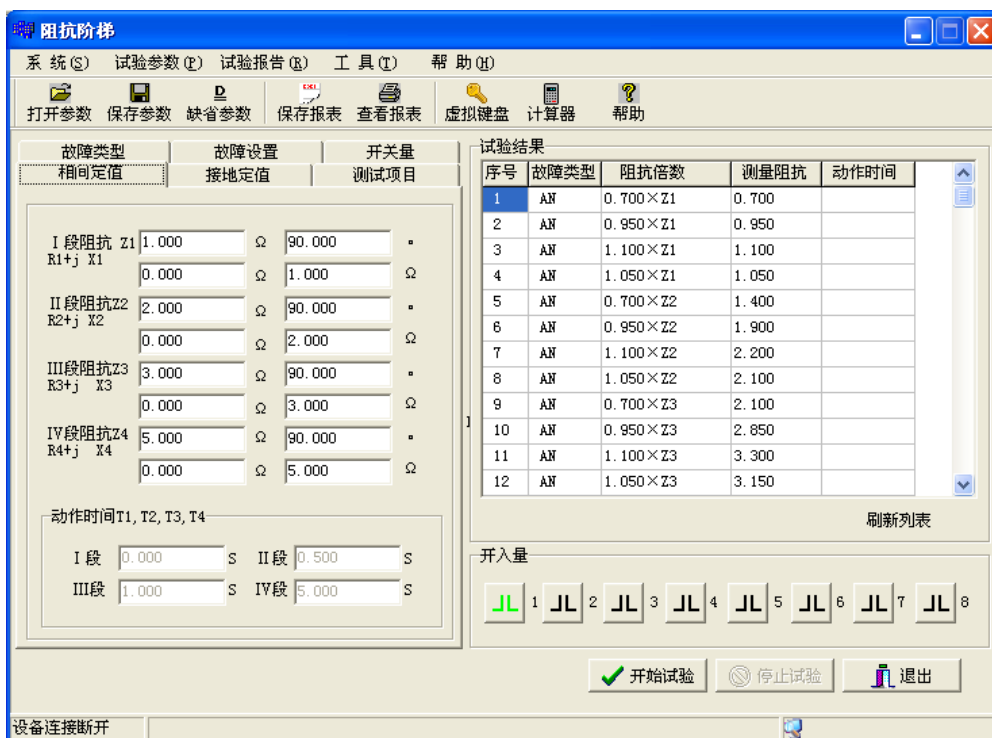 阻抗阶梯
系 统(S) 试验参数(P) 试验报告(R) 工 具(T) 帮 助(H)
打开参数 保存参数 缺省参数 保存报表 查看报表 虚拟键盘 计算器 帮助
故障类型 故障设置 开关量
相间定值 接地定值 测试项目
I 段阻抗 Z1 1.000 Ω 90.000 °
R1+j X1
0.000 Ω 1.000 Ω
II段阻抗Z2 2.000 Ω 90.000 °
R2+j X2
0.000 Ω 2.000 Ω
III段阻抗Z3 3.000 Ω 90.000 °
R3+j X3
0.000 Ω 3.000 Ω
IV段阻抗Z4 5.000 Ω 90.000 °
R4+j X4
0.000 Ω 5.000 Ω
动作时间T1,T2,T3,T4
I 段 0.000 S II段 0.500 S
III段 1.000 S IV段 5.000 S
试验结果
序号 故障类型 阻抗倍数 测量阻抗 动作时间
1 AN 0.700×Z1 0.700
2 AN 0.950×Z1 0.950
3 AN 1.100×Z1 1.100
4 AN 1.050×Z1 1.050
5 AN 0.700×Z2 1.400
6 AN 0.950×Z2 1.900
7 AN 1.100×Z2 2.200
8 AN 1.050×Z2 2.100
9 AN 0.700×Z3 2.100
10 AN 0.950×Z3 2.850
11 AN 1.100×Z3 3.300
12 AN 1.050×Z3 3.150
刷新列表
开入量
1 2 3 4 5 6 7 8
开始试验 停止试验 退出
设备连接断开